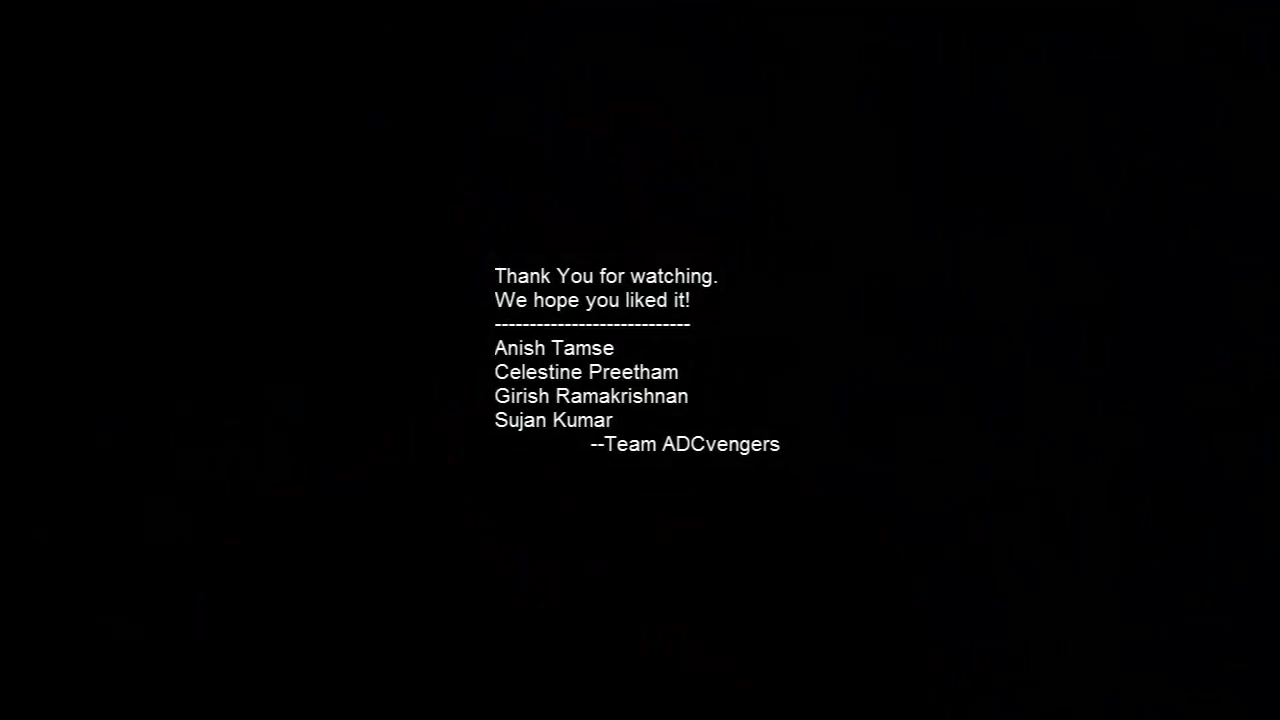 Thank You for watching.
We hope you liked it!
----------------------------
Anish Tamse
Celestine Preetham
Girish Ramakrishnan
Sujan Kumar
--Team ADCvengers